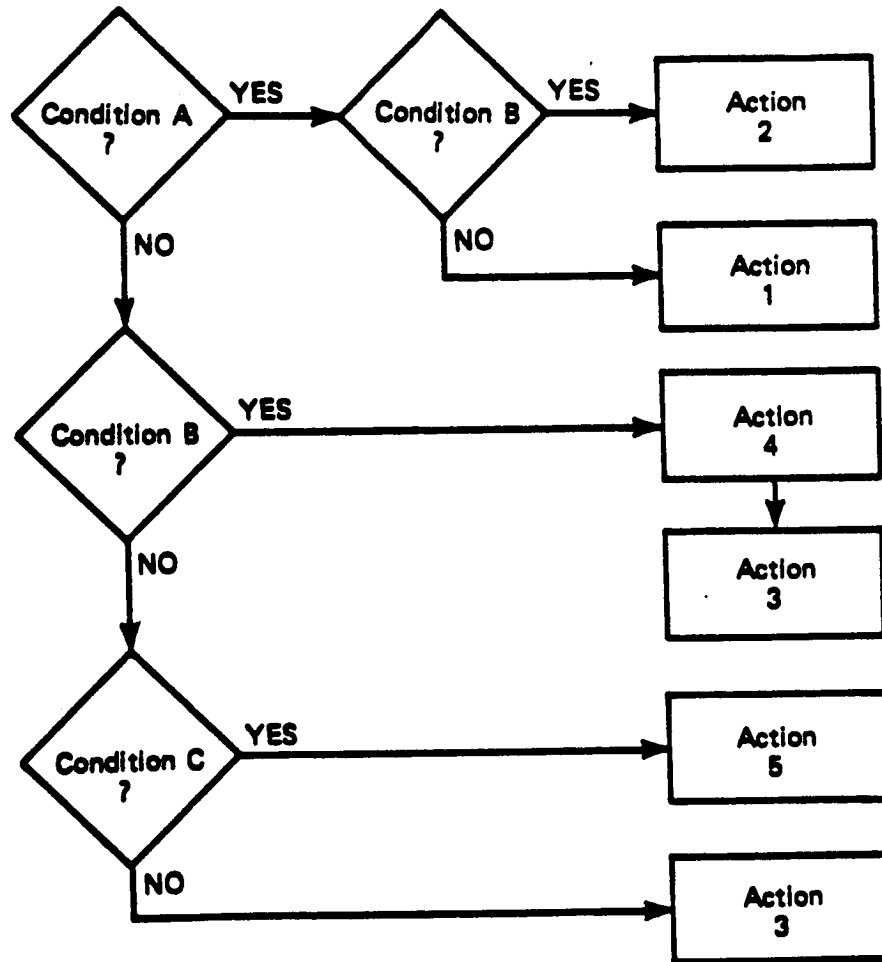 Condition A
?
YES
Condition B
?
YES
Action
2
NO
NO
Action
1
Condition B
?
YES
Action
4
NO
Action
3
Condition C
?
YES
Action
5
NO
Action
3